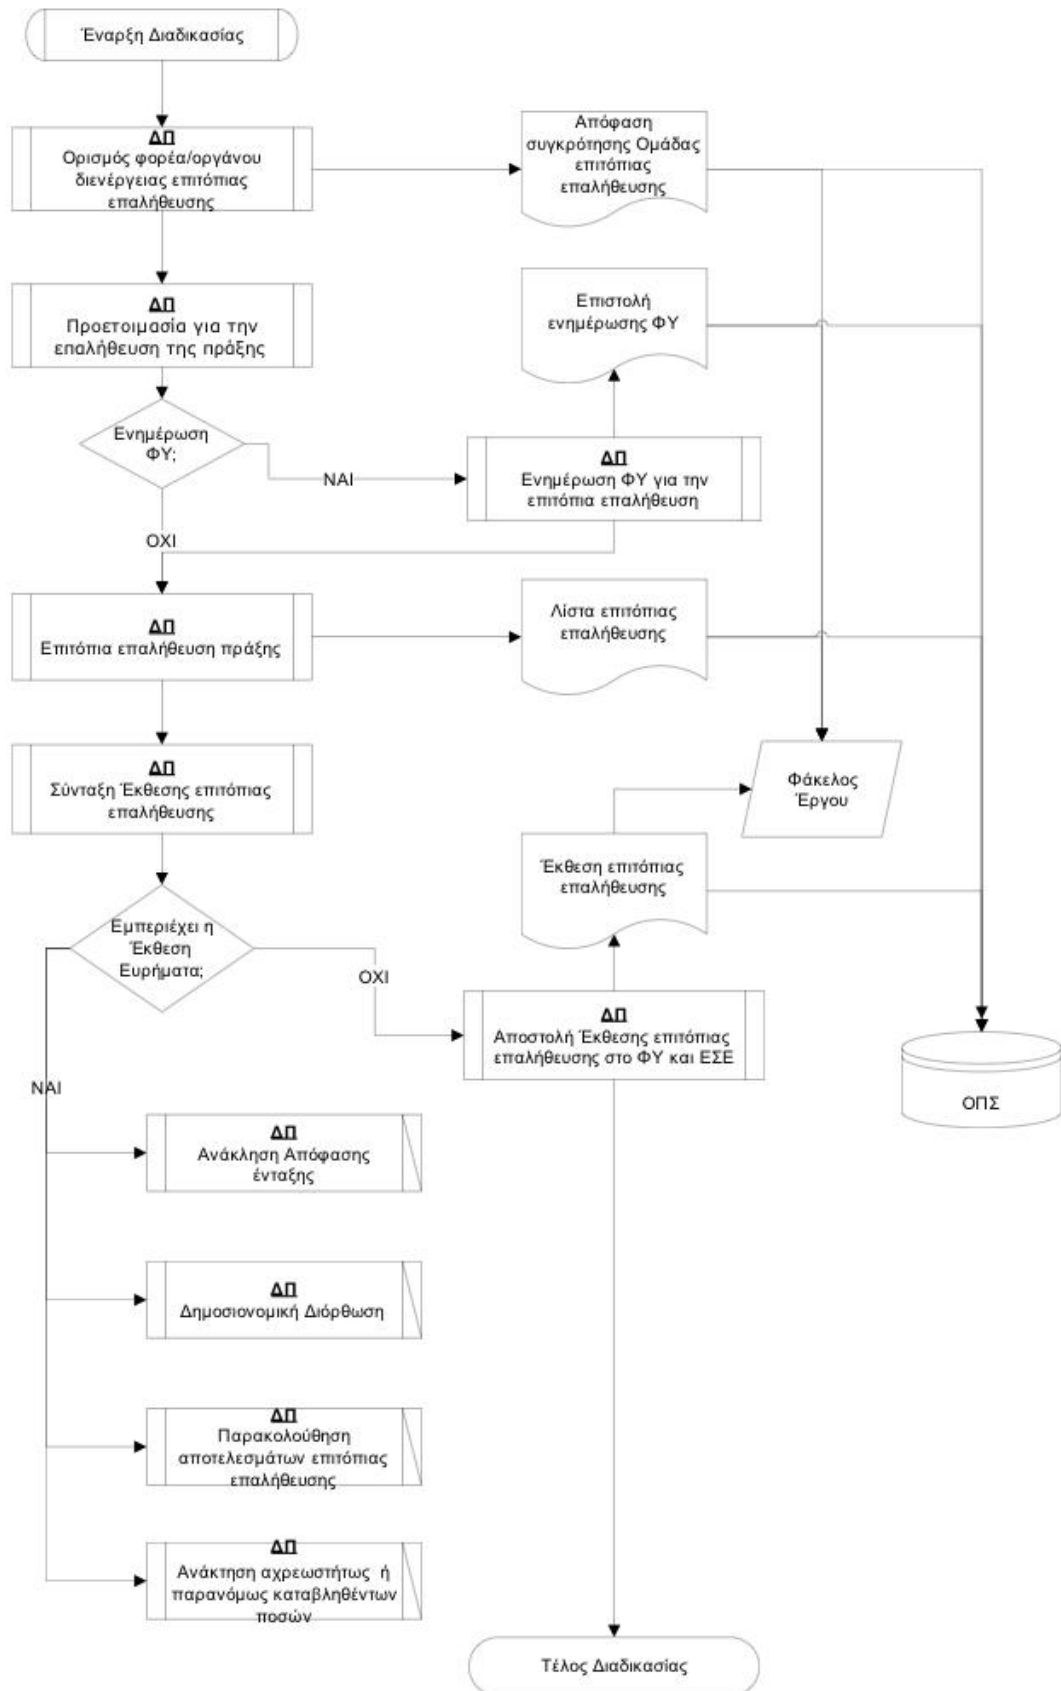 Έναρξη Διαδικασίας
ΔΠ
Ορισμός φορέα/οργάνου
διενέργειας επιτόπιας
επαλήθευσης
Απόφαση
συγκρότησης Ομάδας
επιτόπιας
επαλήθευσης
ΔΠ
Προετοιμασία για την
επαλήθευση της πράξης
Επιστολή
ενημέρωσης ΦΥ
Ενημέρωση
ΦΥ;
ΝΑΙ
ΔΠ
Ενημέρωση ΦΥ για την
επιτόπια επαλήθευση
ΟΧΙ
ΔΠ
Επιτόπια επαλήθευση πράξης
Λίστα επιτόπιας
επαλήθευσης
ΔΠ
Σύνταξη Έκθεσης επιτόπιας
επαλήθευσης
Φάκελος
Έργου
Έκθεση επιτόπιας
επαλήθευσης
Εμπεριέχει η
Έκθεση
Ευρήματα;
ΟΧΙ
ΔΠ
Αποστολή Έκθεσης επιτόπιας
επαλήθευσης στο ΦΥ και ΕΣΕ
ΟΠΣ
ΝΑΙ
ΔΠ
Ανάκληση Απόφασης
ένταξης
ΔΠ
Δημοσιονομική Διόρθωση
ΔΠ
Παρακολούθηση
αποτελεσμάτων επιτόπιας
επαλήθευσης
ΔΠ
Ανάκτηση αχρεωστήτως ή
παρανόμως καταβληθέντων
ποσών
Τέλος Διαδικασίας